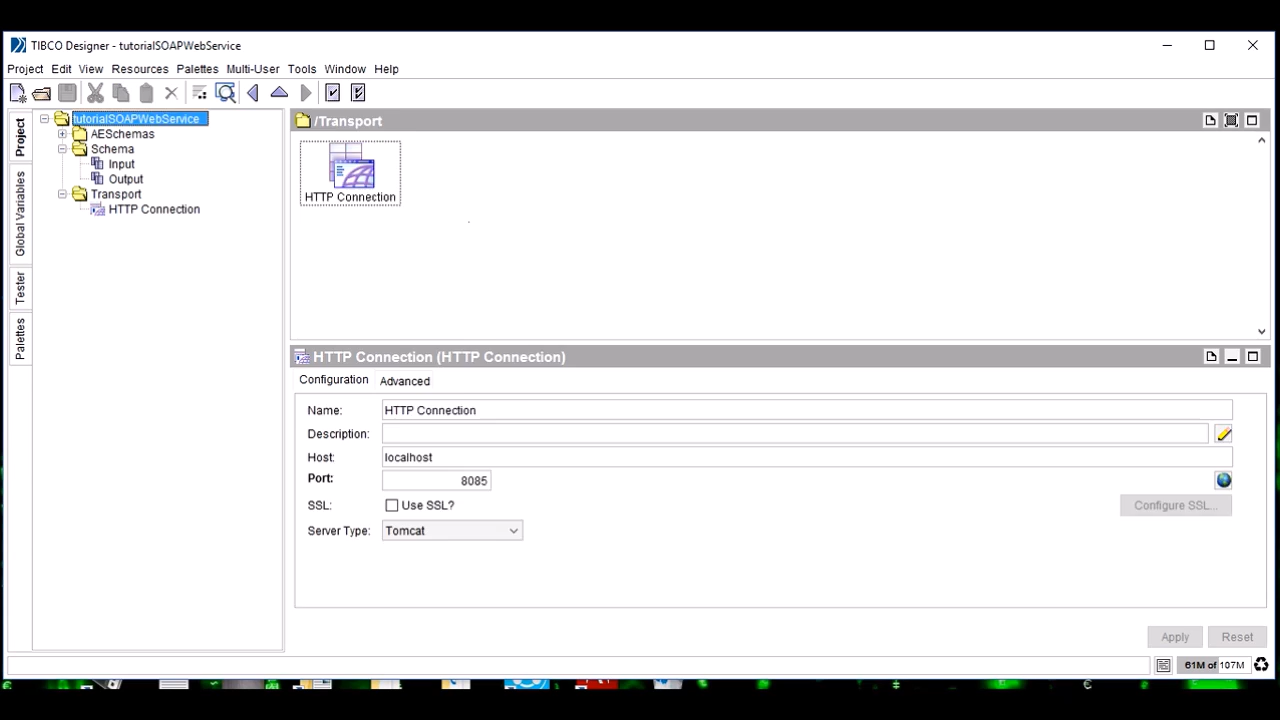 TIBCO Designer - tutorialSOAPWebService
Project Edit View Resources Palettes Multi-User Tools Window Help
Project
Global Variables
Tester
Palettes
tutorialSOAPWebService
AESchemas
Schema
Input
Output
Transport
HTTP Connection
/Transport
HTTP Connection
HTTP Connection (HTTP Connection)
Configuration Advanced
Name: HTTP Connection
Description:
Host: localhost
Port: 8085
SSL: Use SSL? Configure SSL...
Server Type: Tomcat
Apply Reset
61M of 107M